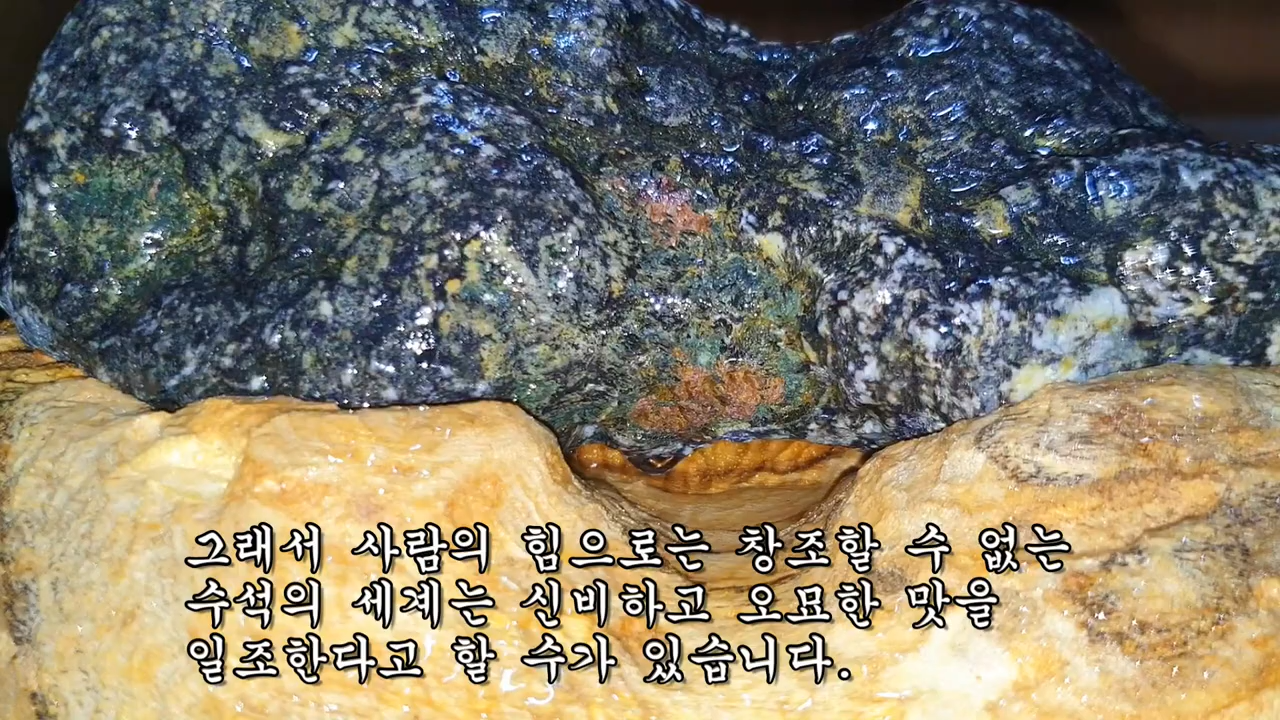 그래서 사람의 힘으로는 창조할 수 없는
수석의 세계는 신비하고 오묘한 맛을
일조한다고 할 수가 있습니다.